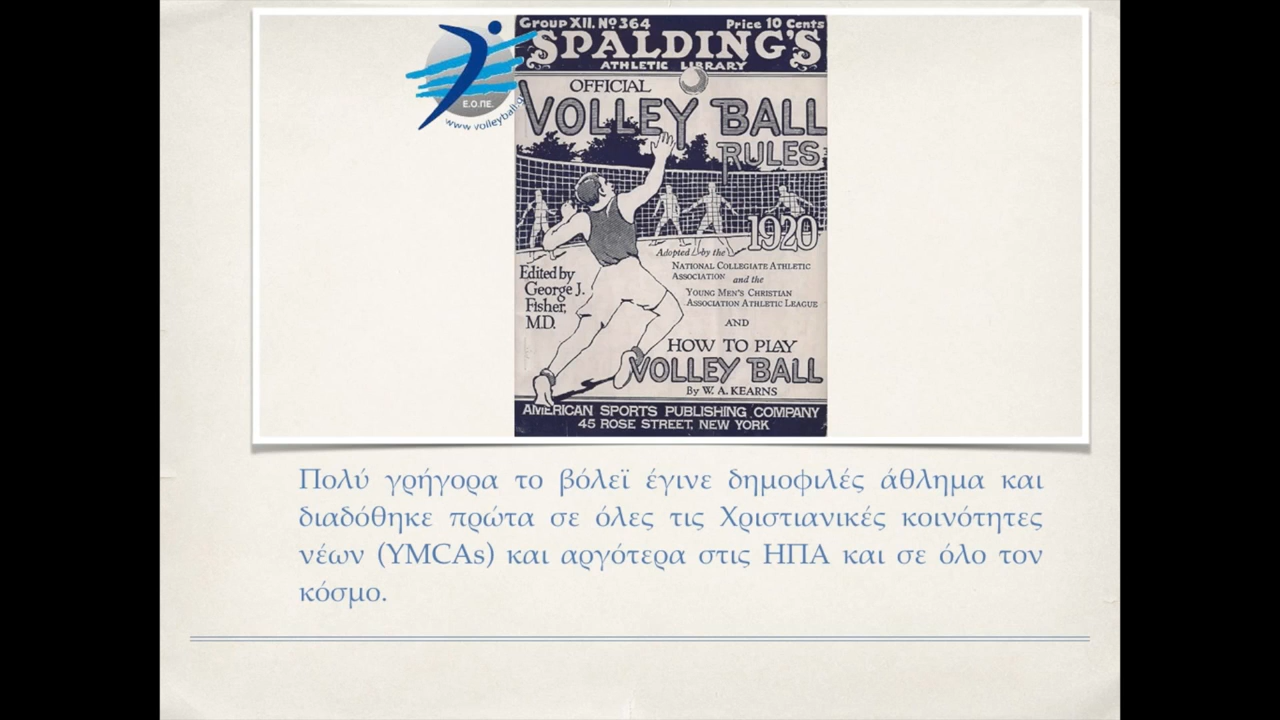 Group XII. Nº 364 Price 10 Cents
SPALDING'S
ATHLETIC LIBRARY
OFFICIAL
VOLLEY BALL
RULES
1920
Adopted by the
NATIONAL COLLEGIATE ATHLETIC
ASSOCIATION and the
YOUNG MEN'S CHRISTIAN
ASSOCIATION ATHLETIC LEAGUE
AND
Edited by
George J.
Fisher,
M.D.
HOW TO PLAY
VOLLEY BALL
By W. A. KEARNS
AMERICAN SPORTS PUBLISHING COMPANY
45 ROSE STREET, NEW YORK
Ε.Ο.ΠΕ.
www.volleyball.g
Πολύ γρήγορα το βόλεϊ έγινε δημοφιλές άθλημα και
διαδόθηκε πρώτα σε όλες τις Χριστιανικές κοινότητες
νέων (YMCAs) και αργότερα στις ΗΠΑ και σε όλο τον
κόσμο.